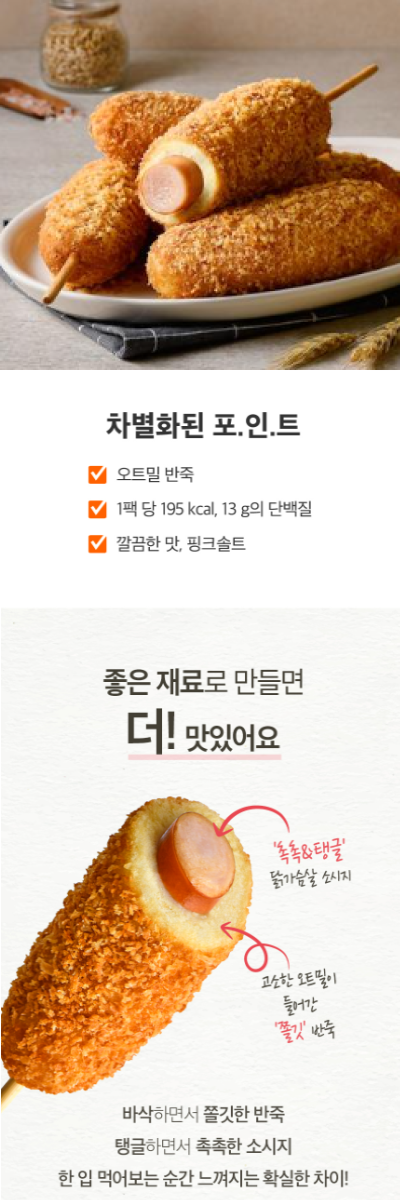 차별화된 포.인.트
오트밀 반죽
1팩 당 195 kcal, 13 g의 단백질
깔끔한 맛, 핑크솔트
좋은 재료로 만들면
더! 맛있어요
'촉촉&탱글'
닭가슴살 소시지
고소한 오트밀이
들어간
'쫄깃' 반죽
바삭하면서 쫄깃한 반죽
탱글하면서 촉촉한 소시지
한 입 먹어보는 순간 느껴지는 확실한 차이!